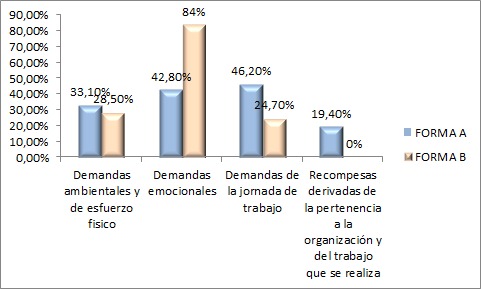 90,00%
80,00%
70,00%
60,00%
50,00%
40,00%
30,00%
20,00%
10,00%
0,00%
33,10%
28,50%
42,80%
84%
46,20%
24,70%
19,40%
0%
Demandas
ambientales y
de esfuerzo
fisico
Demandas
emocionales
Demandas de
la jornada de
trabajo
Recompesas
derivadas de
la pertenencia
a la
organización y
del trabajo
que se realiza
FORMA A
FORMA B